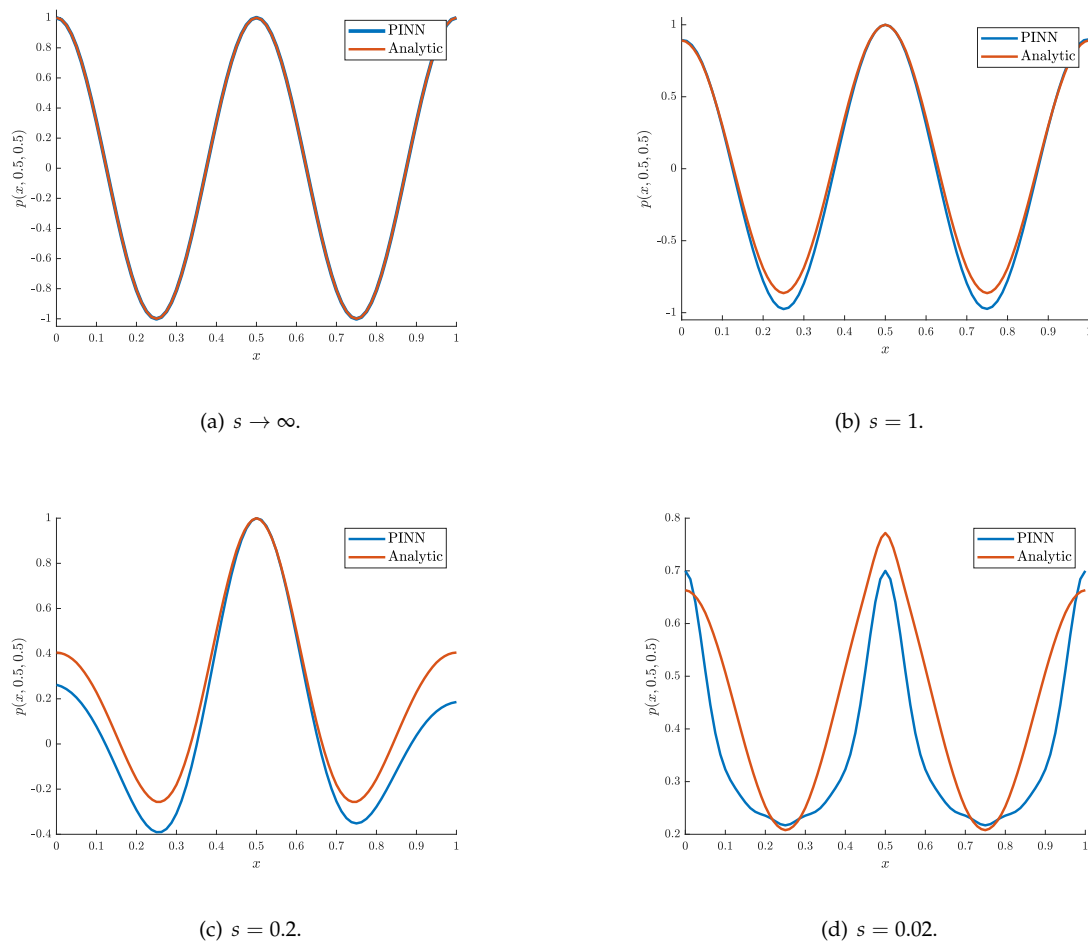 PINN
Analytic
1
0.8
0.6
0.4
0.2
0
-0.2
-0.4
-0.6
-0.8
-1
p(x, 0.5, 0.5)
0 0.1 0.2 0.3 0.4 0.5 0.6 0.7 0.8 0.9 1
x
(a) s → ∞.
PINN
Analytic
1
0.5
0
-0.5
-1
p(x, 0.5, 0.5)
0 0.1 0.2 0.3 0.4 0.5 0.6 0.7 0.8 0.9 1
x
(b) s = 1.
PINN
Analytic
1
0.8
0.6
0.4
0.2
0
-0.2
-0.4
p(x, 0.5, 0.5)
0 0.1 0.2 0.3 0.4 0.5 0.6 0.7 0.8 0.9 1
x
(c) s = 0.2.
PINN
Analytic
0.8
0.7
0.6
0.5
0.4
0.3
0.2
p(x, 0.5, 0.5)
0 0.1 0.2 0.3 0.4 0.5 0.6 0.7 0.8 0.9 1
x
(d) s = 0.02.